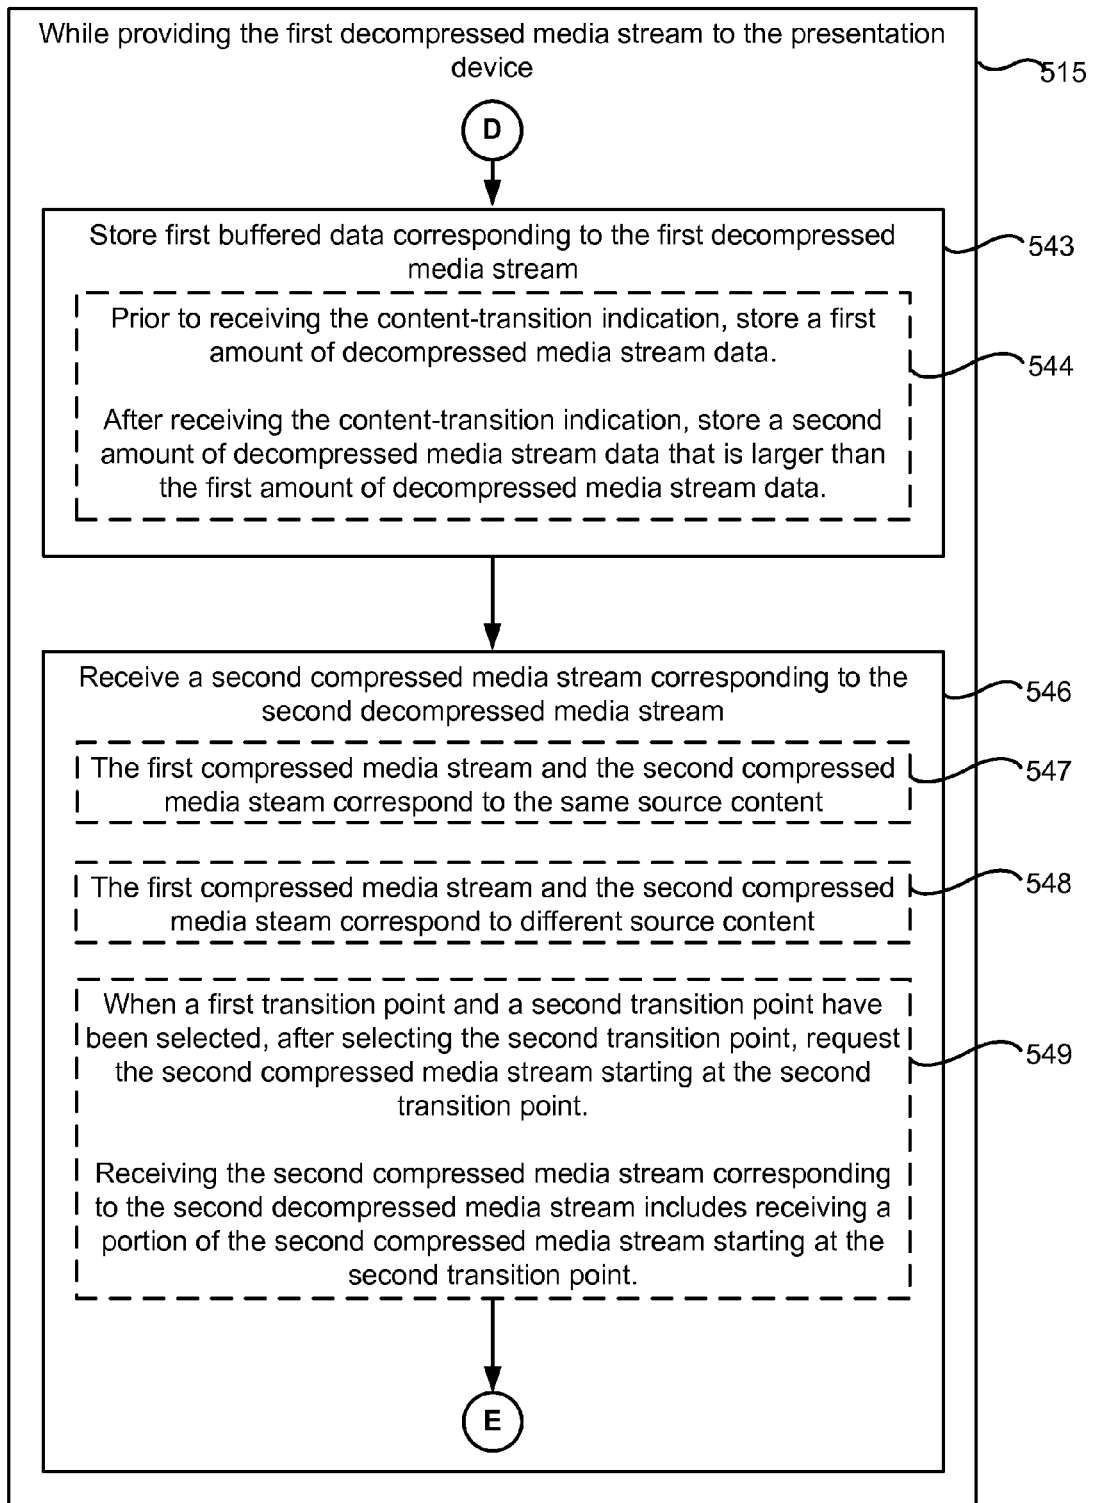 While providing the first decompressed media stream to the presentation
device
515
D
Store first buffered data corresponding to the first decompressed
media stream
543
Prior to receiving the content-transition indication, store a first
amount of decompressed media stream data.
544
After receiving the content-transition indication, store a second
amount of decompressed media stream data that is larger than
the first amount of decompressed media stream data.
Receive a second compressed media stream corresponding to the
second decompressed media stream
546
The first compressed media stream and the second compressed
media steam correspond to the same source content
547
The first compressed media stream and the second compressed
media steam correspond to different source content
548
When a first transition point and a second transition point have
been selected, after selecting the second transition point, request
the second compressed media stream starting at the second
transition point.
549
Receiving the second compressed media stream corresponding
to the second decompressed media stream includes receiving a
portion of the second compressed media stream starting at the
second transition point.
E